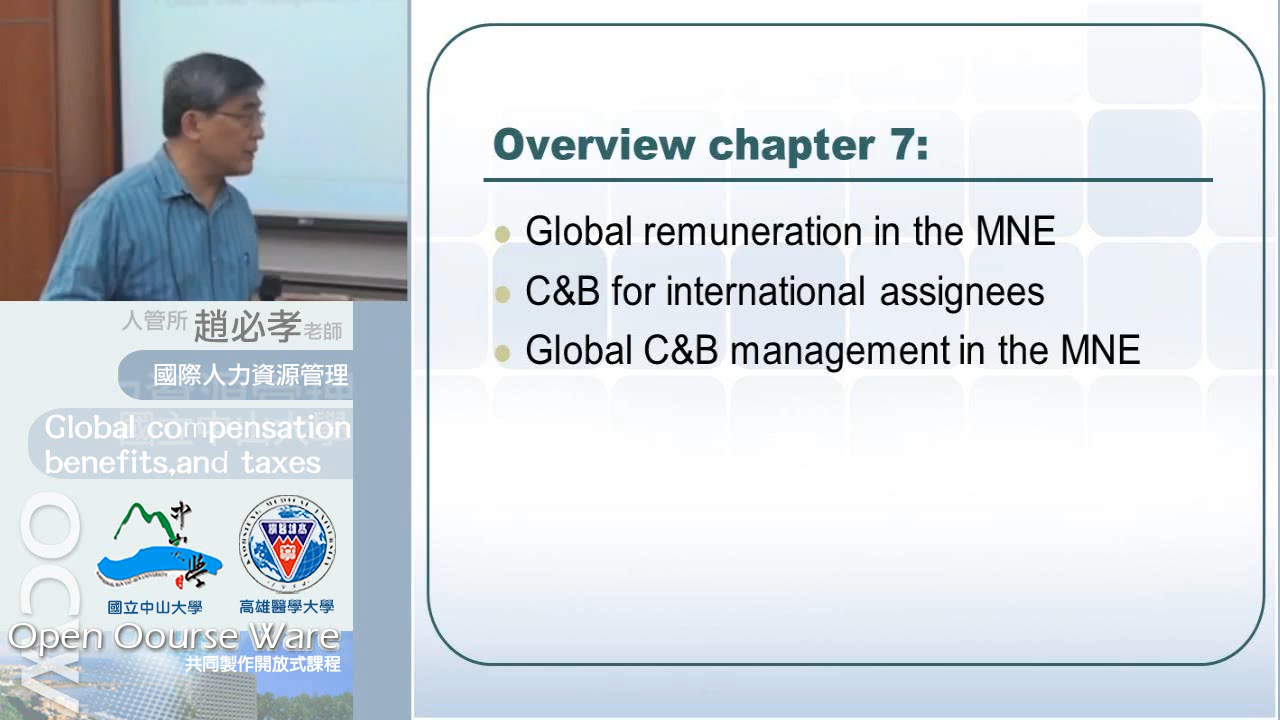 Overview chapter 7:
Global remuneration in the MNE
C&B for international assignees
Global C&B management in the MNE
人管所 趙必孝 老師
國際人力資源管理
Global compensation
benefits,and taxes
國立中山大學
高雄醫學大學
OCW
Open Oourse Ware
共同製作開放式課程